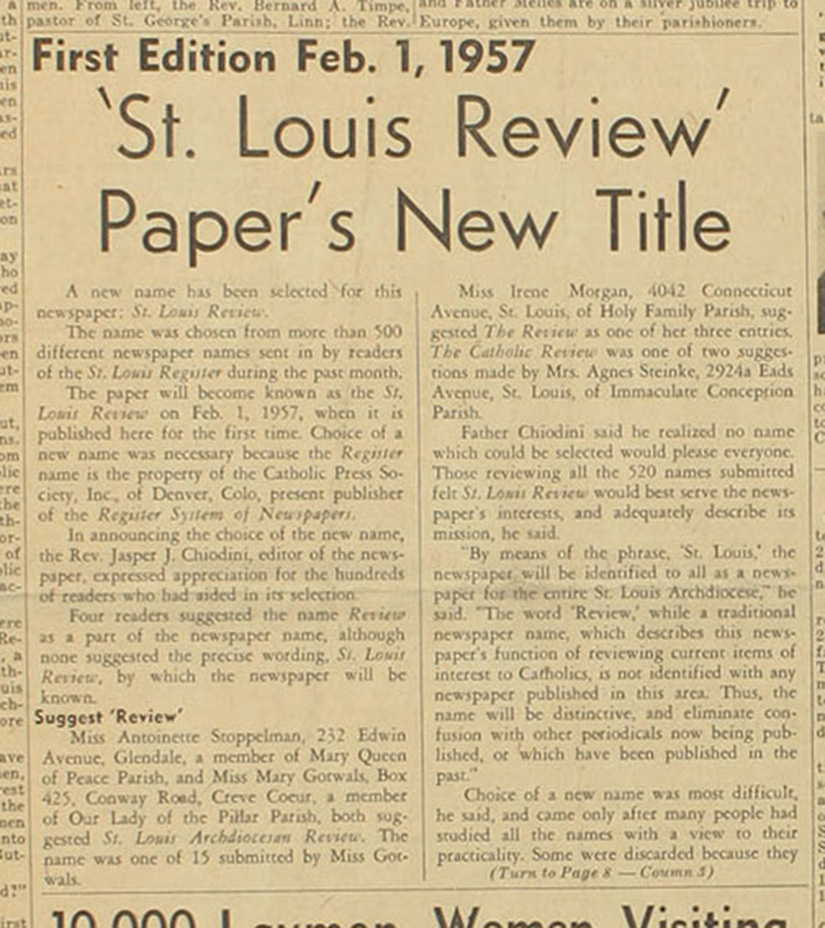 men. From left, the Rev. Bernard A. Timpe,
pastor of St. George's Parish, Linn; the Rev.
and Father Melies are on a silver jubilee trip to
Europe, given them by their parishioners.
First Edition Feb. 1, 1957
'St. Louis Review'
Paper's New Title
A new name has been selected for this
newspaper: St. Louis Review.
The name was chosen from more than 500
different newspaper names sent in by readers
of the St. Louis Register during the past month.
The paper will become known as the St.
Louis Review on Feb. 1, 1957, when it is
published here for the first time. Choice of a
new name was necessary because the Register
name is the property of the Catholic Press So-
ciety, Inc., of Denver, Colo, present publisher
of the Register System of Newspapers.
In announcing the choice of the new name,
the Rev. Jasper J. Chiodini, editor of the news-
paper, expressed appreciation for the hundreds
of readers who had aided in its selection.
Four readers suggested the name Review
as a part of the newspaper name, although
none suggested the precise wording, St. Louis
Review, by which the newspaper will be
known.
Suggest 'Review'
Miss Antoinette Stoppelman, 232 Edwin
Avenue, Glendale, a member of Mary Queen
of Peace Parish, and Miss Mary Gotwals, Box
425, Conway Road, Creve Coeur, a member
of Our Lady of the Pillar Parish, both sug-
gested St. Louis Archdiocesan Review. The
name was one of 15 submitted by Miss Got-
wals.
Miss Irene Morgan, 4042 Connecticut
Avenue, St. Louis, of Holy Family Parish, sug-
gested The Review as one of her three entries.
The Catholic Review was one of two sugges-
tions made by Mrs. Agnes Steinke, 2924a Eads
Avenue, St. Louis, of Immaculate Conception
Parish.
Father Chiodini said he realized no name
which could be selected would please everyone.
Those reviewing all the 520 names submitted
felt St. Louis Review would best serve the news-
paper's interests, and adequately describe its
mission, he said.
"By means of the phrase, 'St. Louis,' the
newspaper will be identified to all as a news-
paper for the entire St. Louis Archdiocese," he
said. "The word 'Review,' while a traditional
newspaper name, which describes this news-
paper's function of reviewing current items of
interest to Catholics, is not identified with any
newspaper published in this area. Thus, the
name will be distinctive, and eliminate con-
fusion with other periodicals now being pub-
lished, or which have been published in the
past."
Choice of a new name was most difficult,
he said, and came only after many people had
studied all the names with a view to their
practicality. Some were discarded because they
(Turn to Page 8 — Coumn 3)
10,000 Laymen, Women Visiting